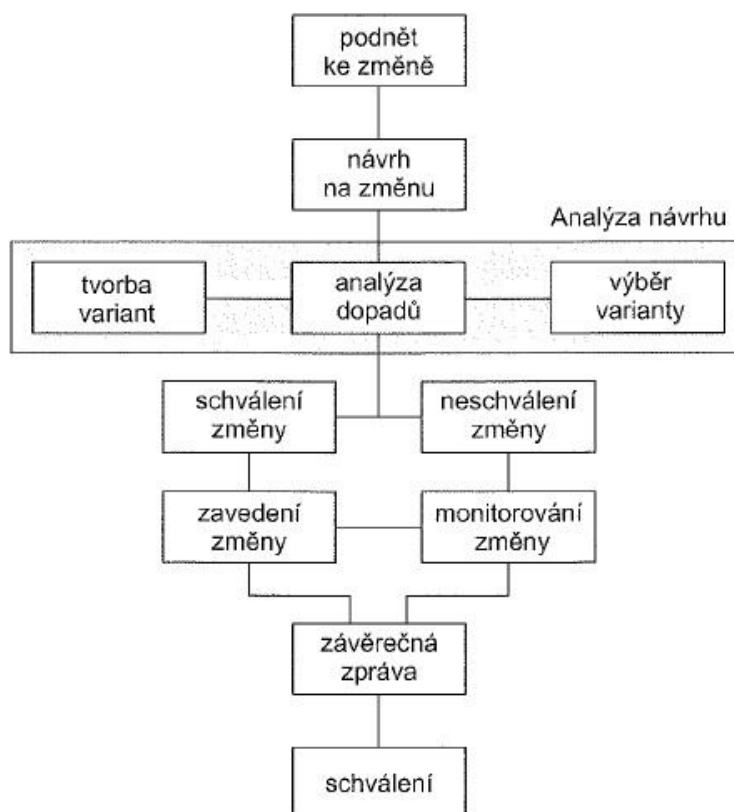 podnět
ke změně
návrh
na změnu
Analýza návrhu
tvorba
variant
analýza
dopadů
výběr
varianty
schválení
změny
neschválení
změny
zavedení
změny
monitorování
změny
závěrečná
zpráva
schválení